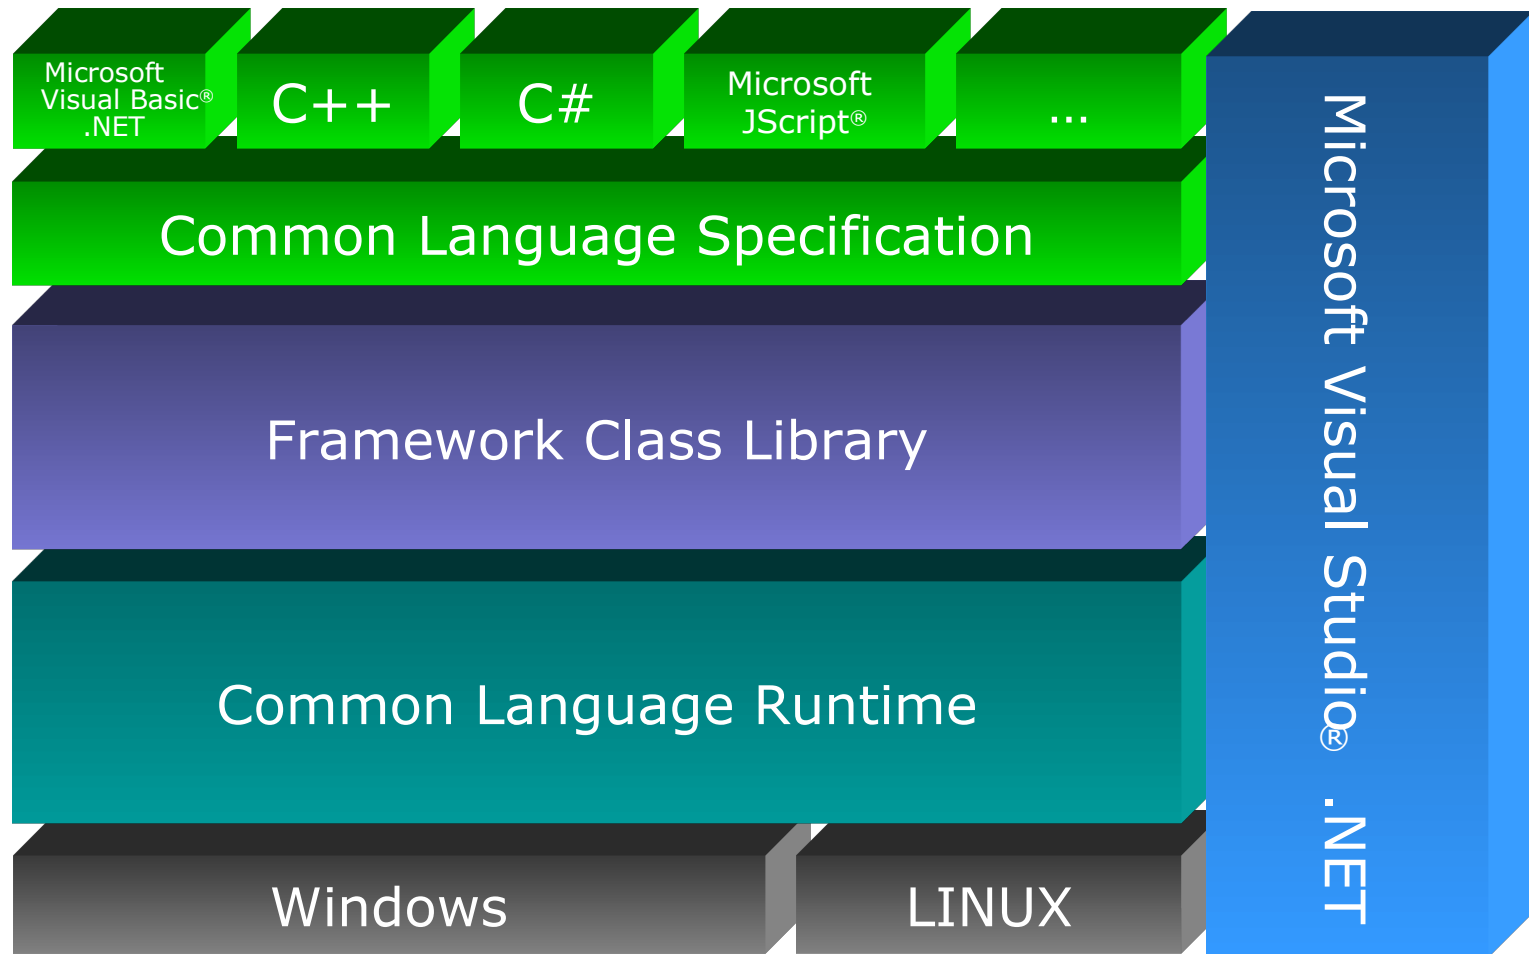 Microsoft
Visual Basic®
.NET
C++
C#
Microsoft
JScript®
...
Common Language Specification
Framework Class Library
Common Language Runtime
Windows
LINUX
Microsoft Visual Studio® .NET